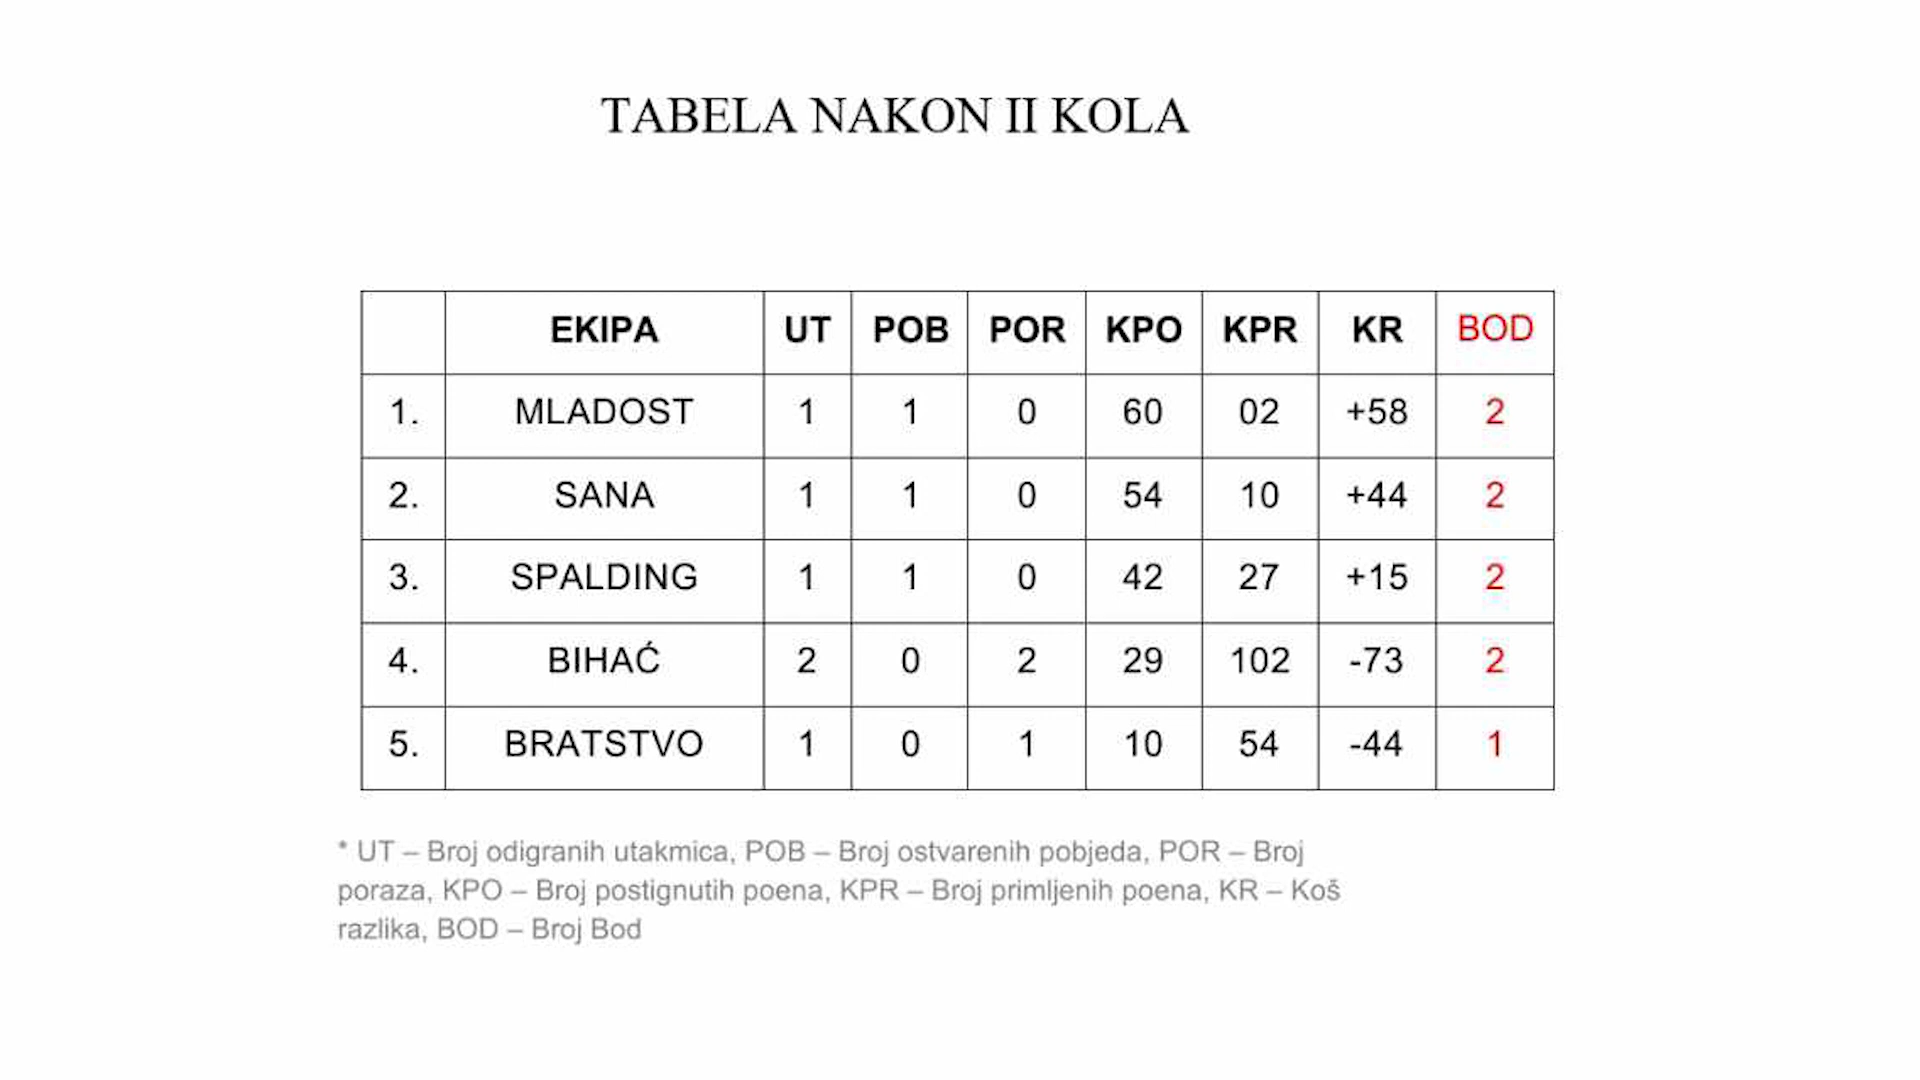 TABELA NAKON II KOLA
EKIPA UT POB POR KPO KPR KR BOD
1. MLADOST 1 1 0 60 02 +58 2
2. SANA 1 1 0 54 10 +44 2
3. SPALDING 1 1 0 42 27 +15 2
4. BIHAĆ 2 0 2 29 102 -73 2
5. BRATSTVO 1 0 1 10 54 -44 1
* UT – Broj odigranih utakmica, POB – Broj ostvarenih pobjeda, POR – Broj
poraza, KPO – Broj postignutih poena, KPR – Broj primljenih poena, KR – Koš
razlika, BOD – Broj Bod